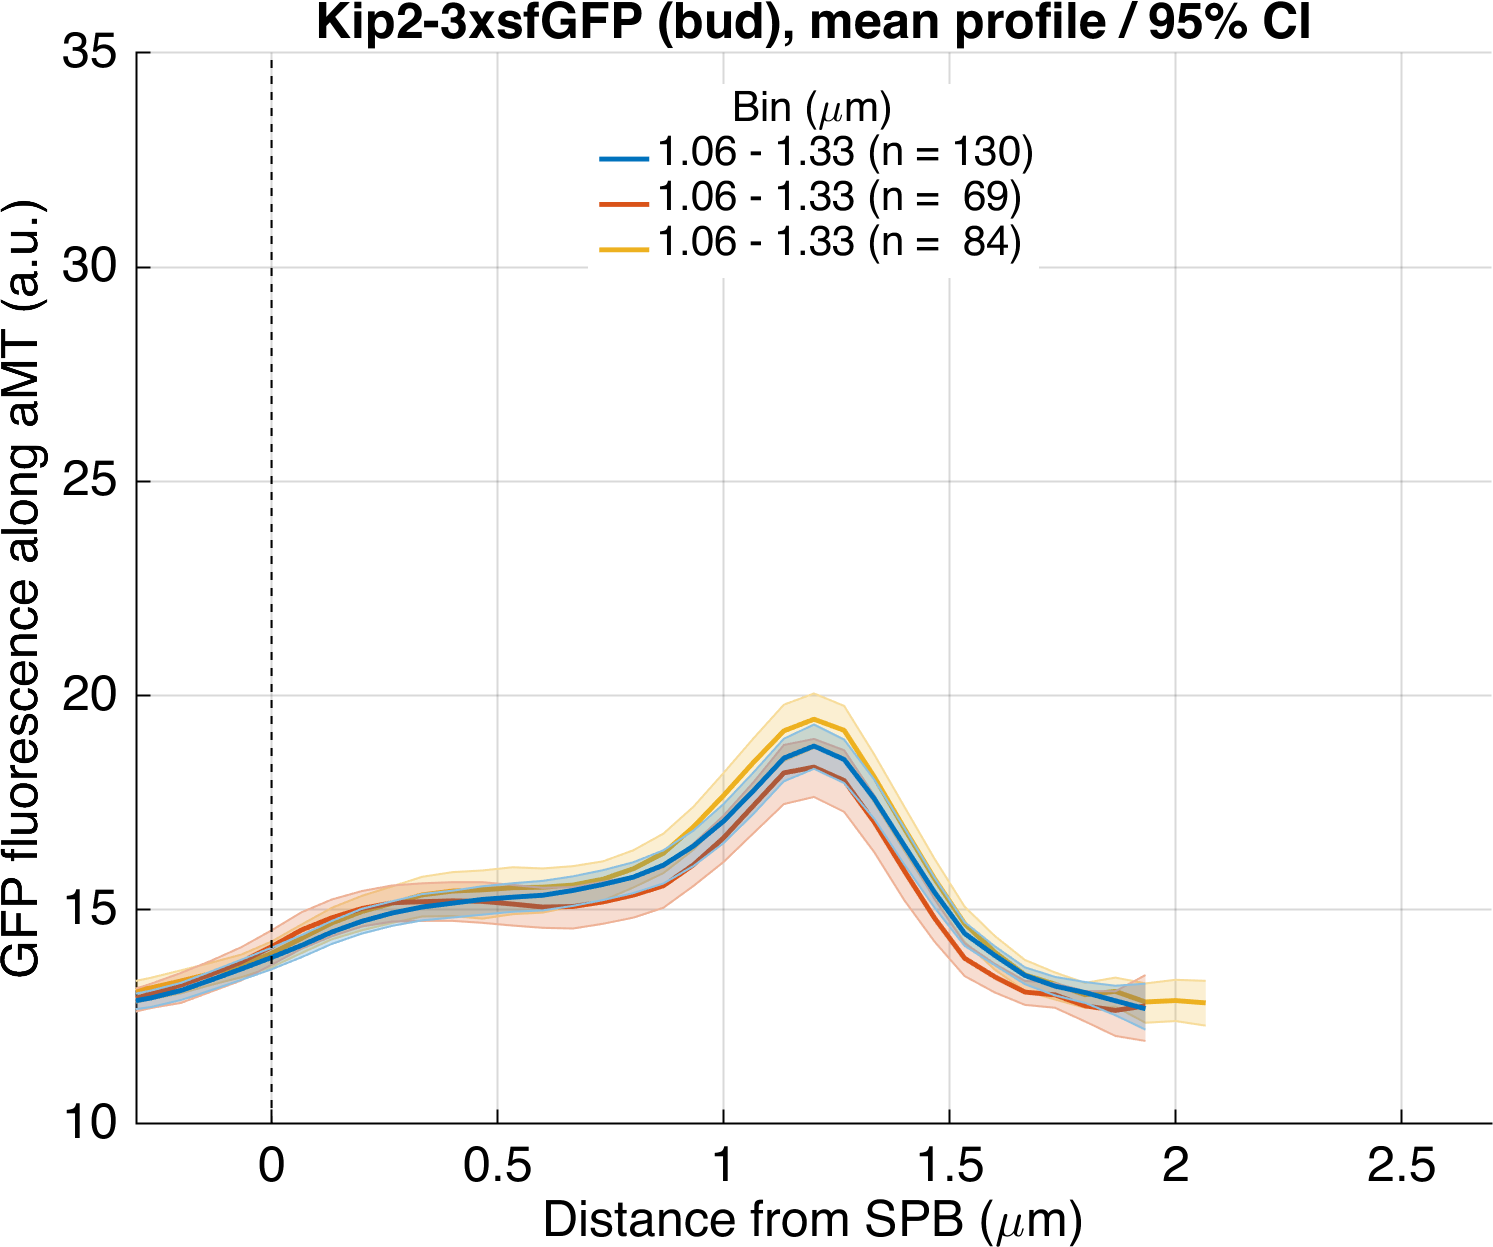 Kip2-3xsfGFP (bud), mean profile / 95% CI
GFP fluorescence along aMT (a.u.)
35
30
25
20
15
10
Bin (μm)
1.06 - 1.33 (n = 130)
1.06 - 1.33 (n = 69)
1.06 - 1.33 (n = 84)
0 0.5 1 1.5 2 2.5
Distance from SPB (μm)